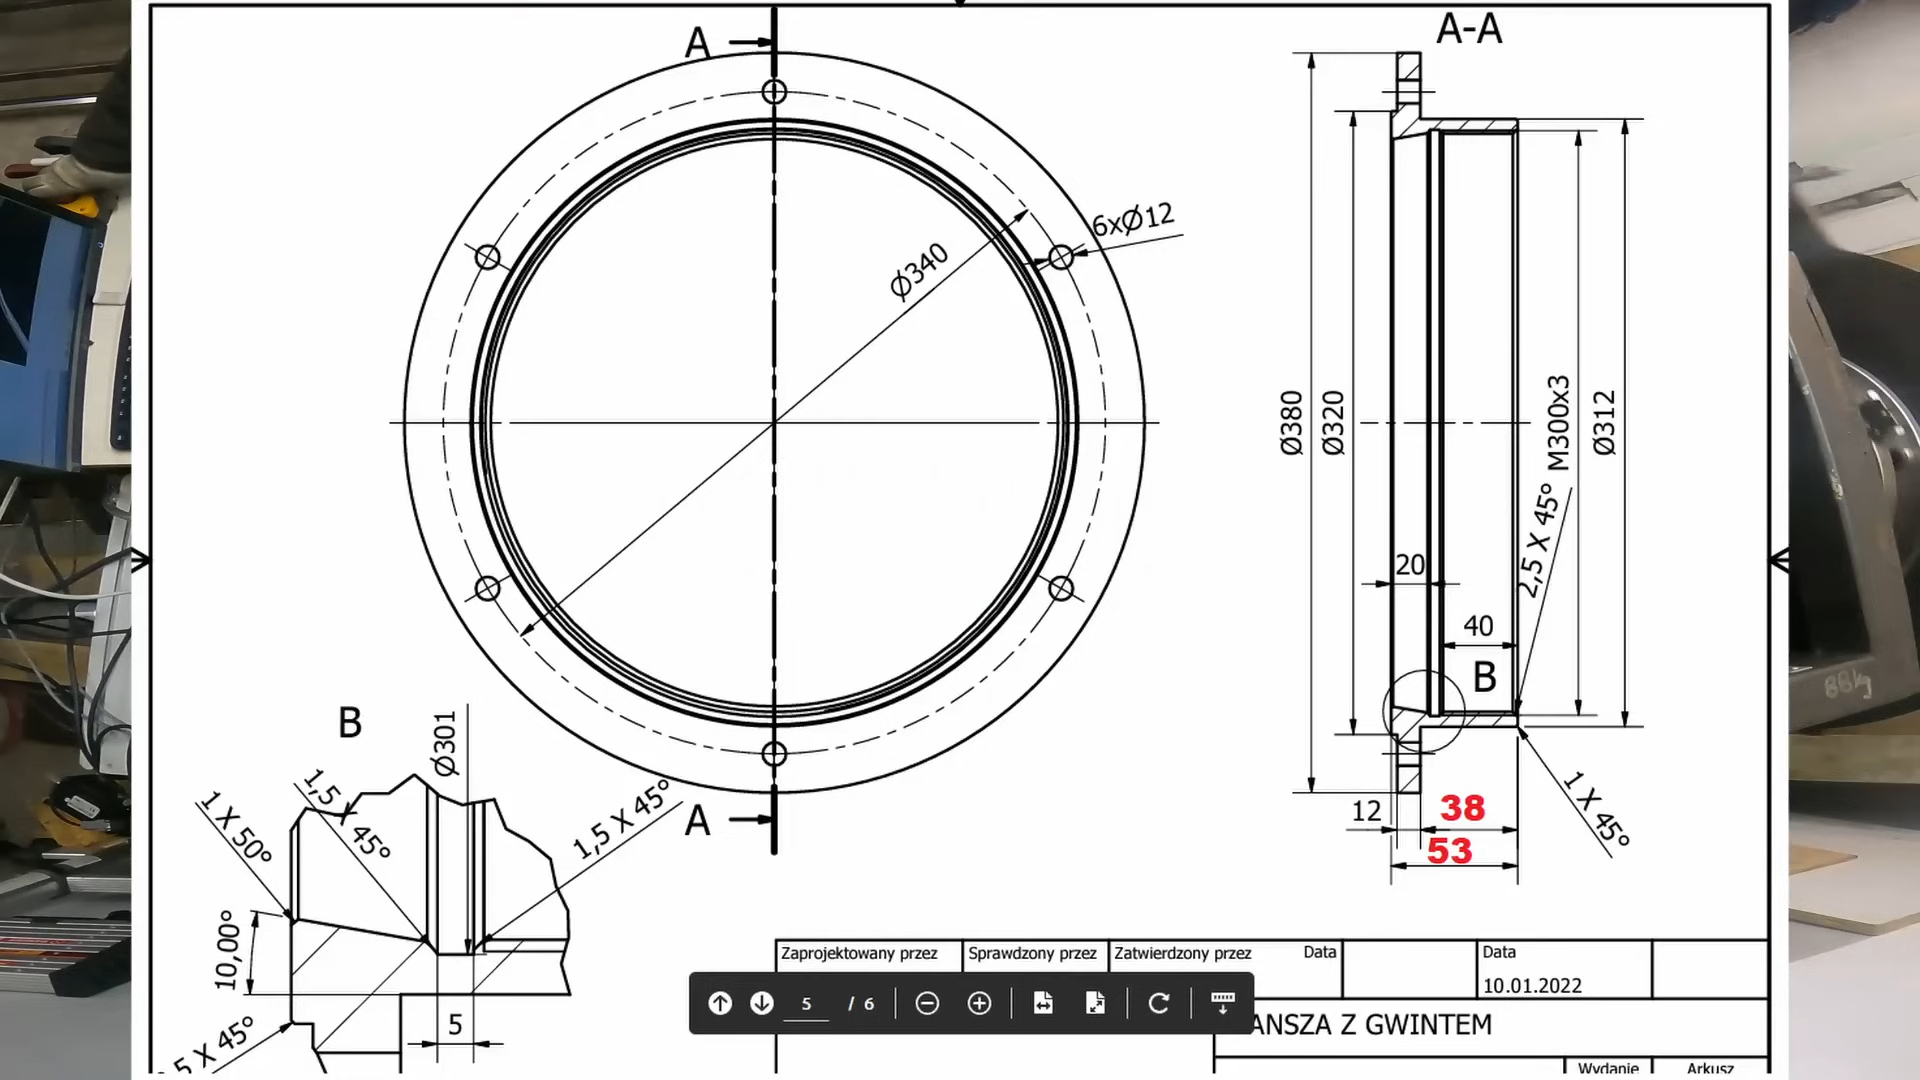 A
A-A
6xØ12
Ø340
Ø380
Ø320
M300x3
Ø312
2,5 X 45°
20
40
B
B
Ø301
1 X 50°
1,5 X 45°
1,5 X 45°
A
12
38
53
1 X 45°
10,00°
5
5 X 45°
88kg
Zaprojektowany przez
Sprawdzony przez
Zatwierdzony przez
Data
Data
10.01.2022
5 / 6
ANSZA Z GWINTEM
Wydanie
Arkusz